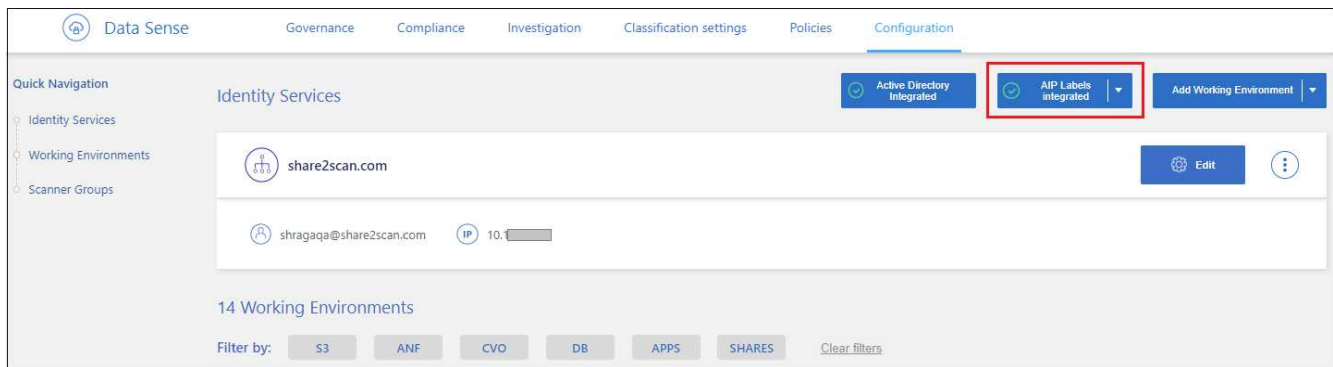 Data Sense
Governance Compliance Investigation Classification settings Policies Configuration
Quick Navigation
Identity Services
Working Environments
Scanner Groups
Identity Services
Active Directory
Integrated
AIP Labels
integrated
Add Working Environment
share2scan.com
Edit
shragaqa@share2scan.com
IP 10.1
14 Working Environments
Filter by: S3 ANF CVO DB APPS SHARES Clear filters